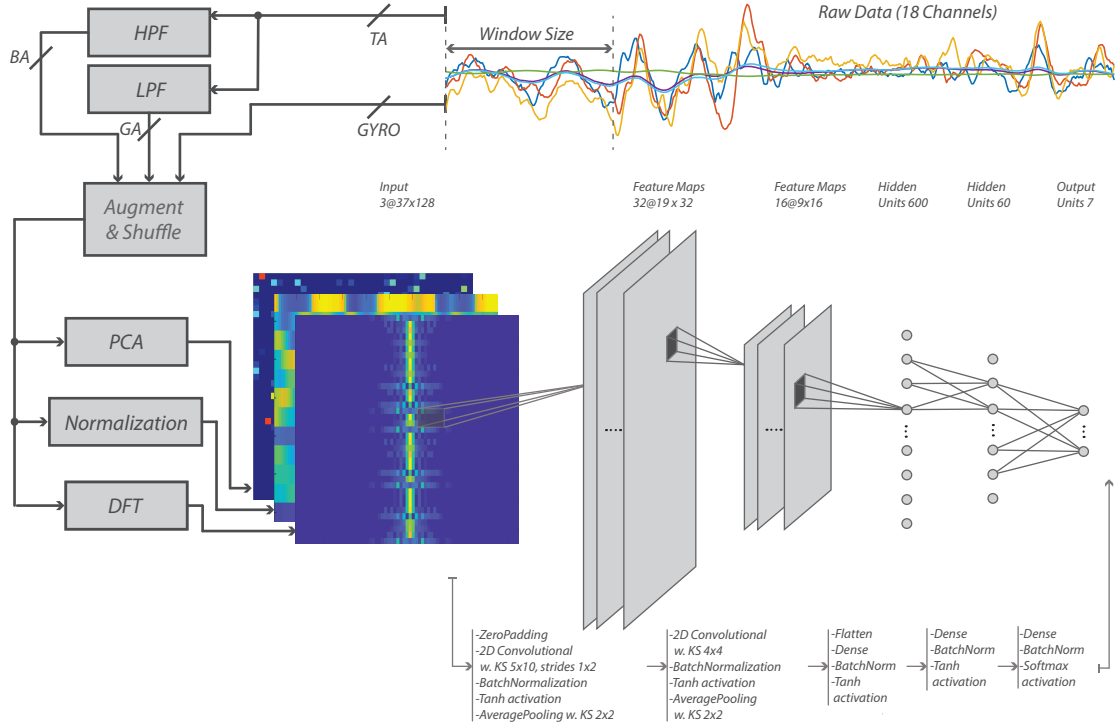 HPF
TA
Raw Data (18 Channels)
Window Size
BA
LPF
GA
GYRO
Augment
& Shuffle
Input
3@37x128
Feature Maps
32@19 x 32
Feature Maps
16@9x16
Hidden
Units 600
Hidden
Units 60
Output
Units 7
PCA
Normalization
DFT
-ZeroPadding
-2D Convolutional
w. KS 5x10, strides 1x2
-BatchNormalization
-Tanh activation
-AveragePooling w. KS 2x2
-2D Convolutional
w. KS 4x4
-BatchNormalization
-Tanh activation
-AveragePooling
w. KS 2x2
-Flatten
-Dense
-BatchNorm
-Tanh
activation
-Dense
-BatchNorm
-Tanh
activation
-Dense
-BatchNorm
-Softmax
activation